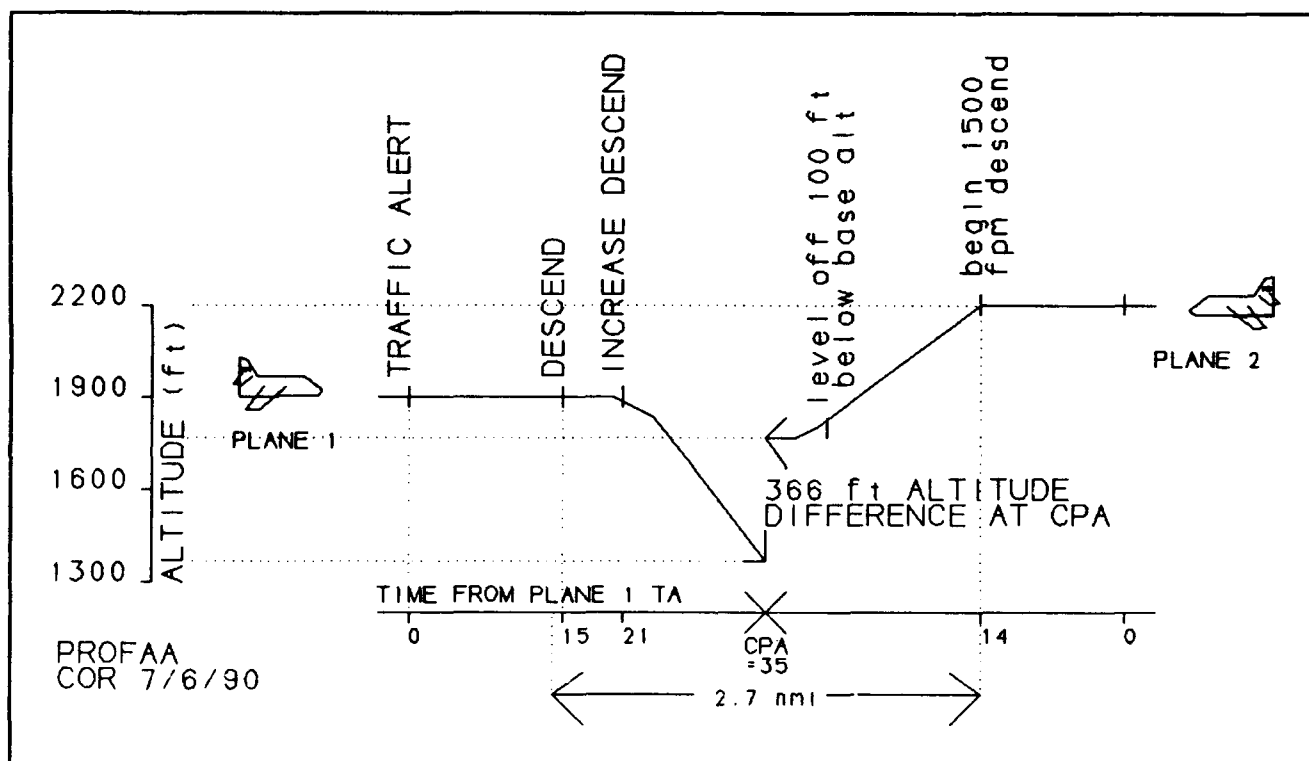 TRAFFIC ALERT
DESCEND
INCREASE DESCEND
level off 100 ft
below base alt
begin 1500
fpm descend
2200
1900
1600
1300
ALTITUDE (ft)
PLANE 1
PLANE 2
366 ft ALTITUDE
DIFFERENCE AT CPA
TIME FROM PLANE 1 TA
0
15
21
CPA
=35
14
0
2.7 nmi
PROFAA
COR 7/6/90